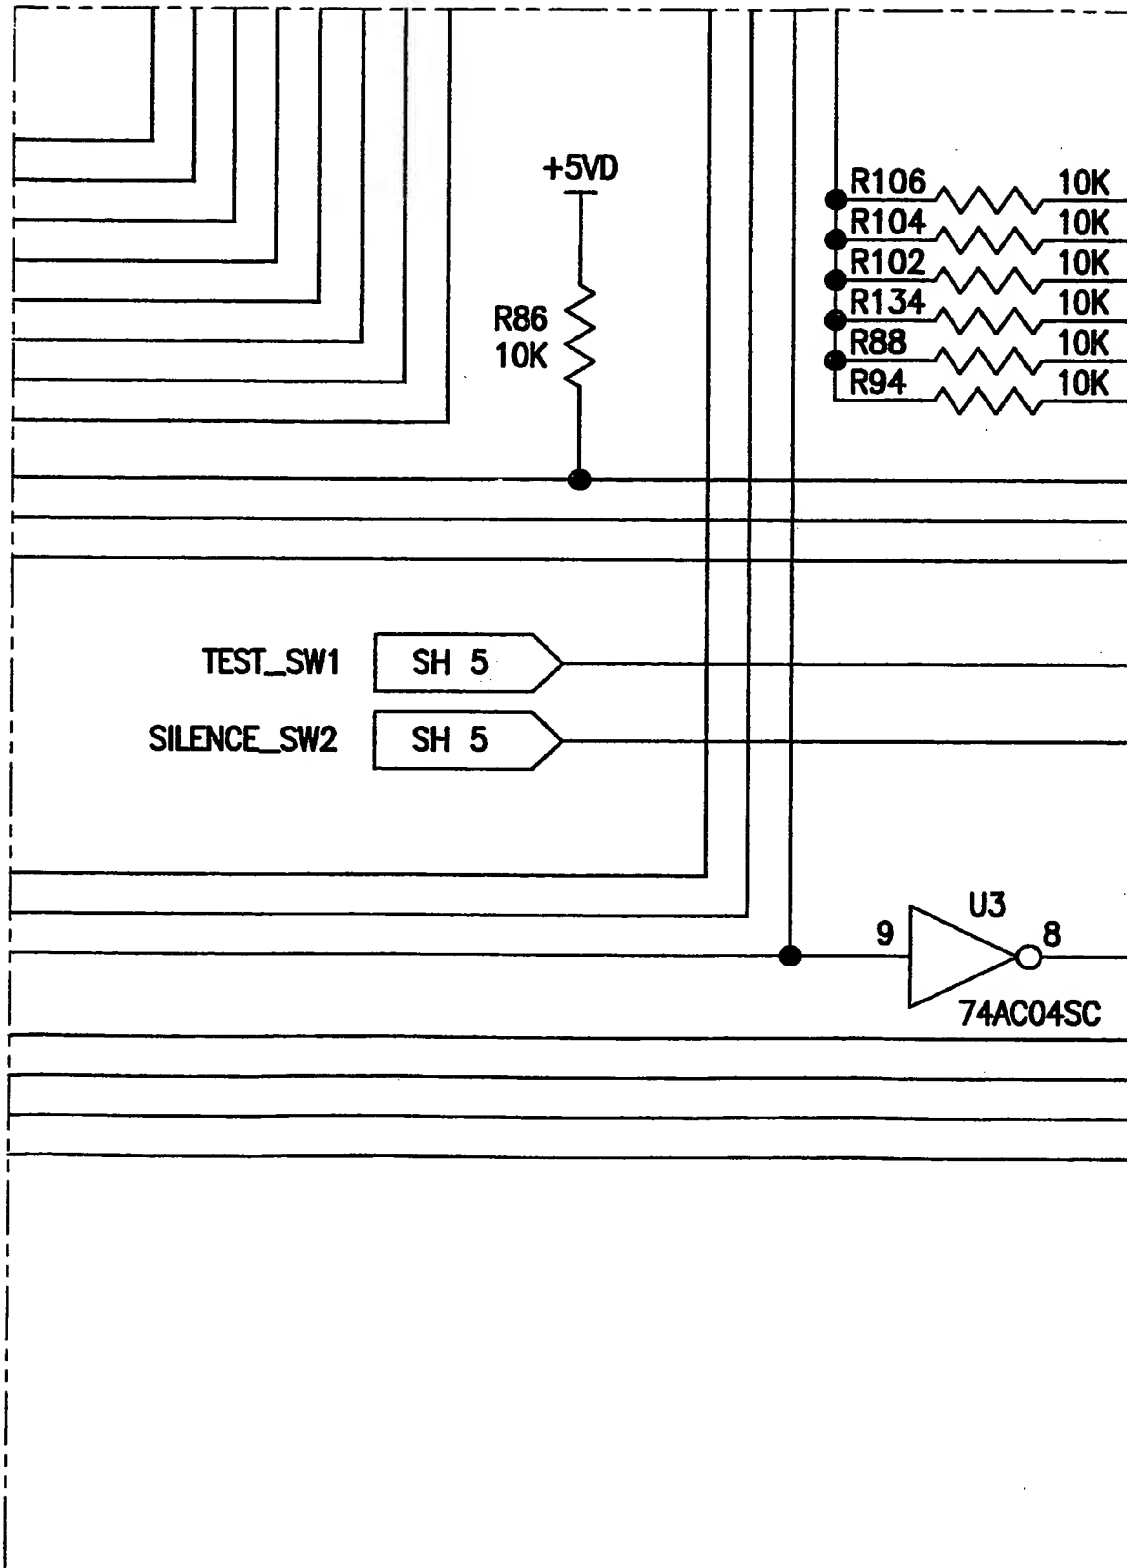 +5VD
R106 10K
R104 10K
R102 10K
R134 10K
R88 10K
R94 10K
R86
10K
TEST_SW1 SH 5
SILENCE_SW2 SH 5
U3
9 8
74AC04SC